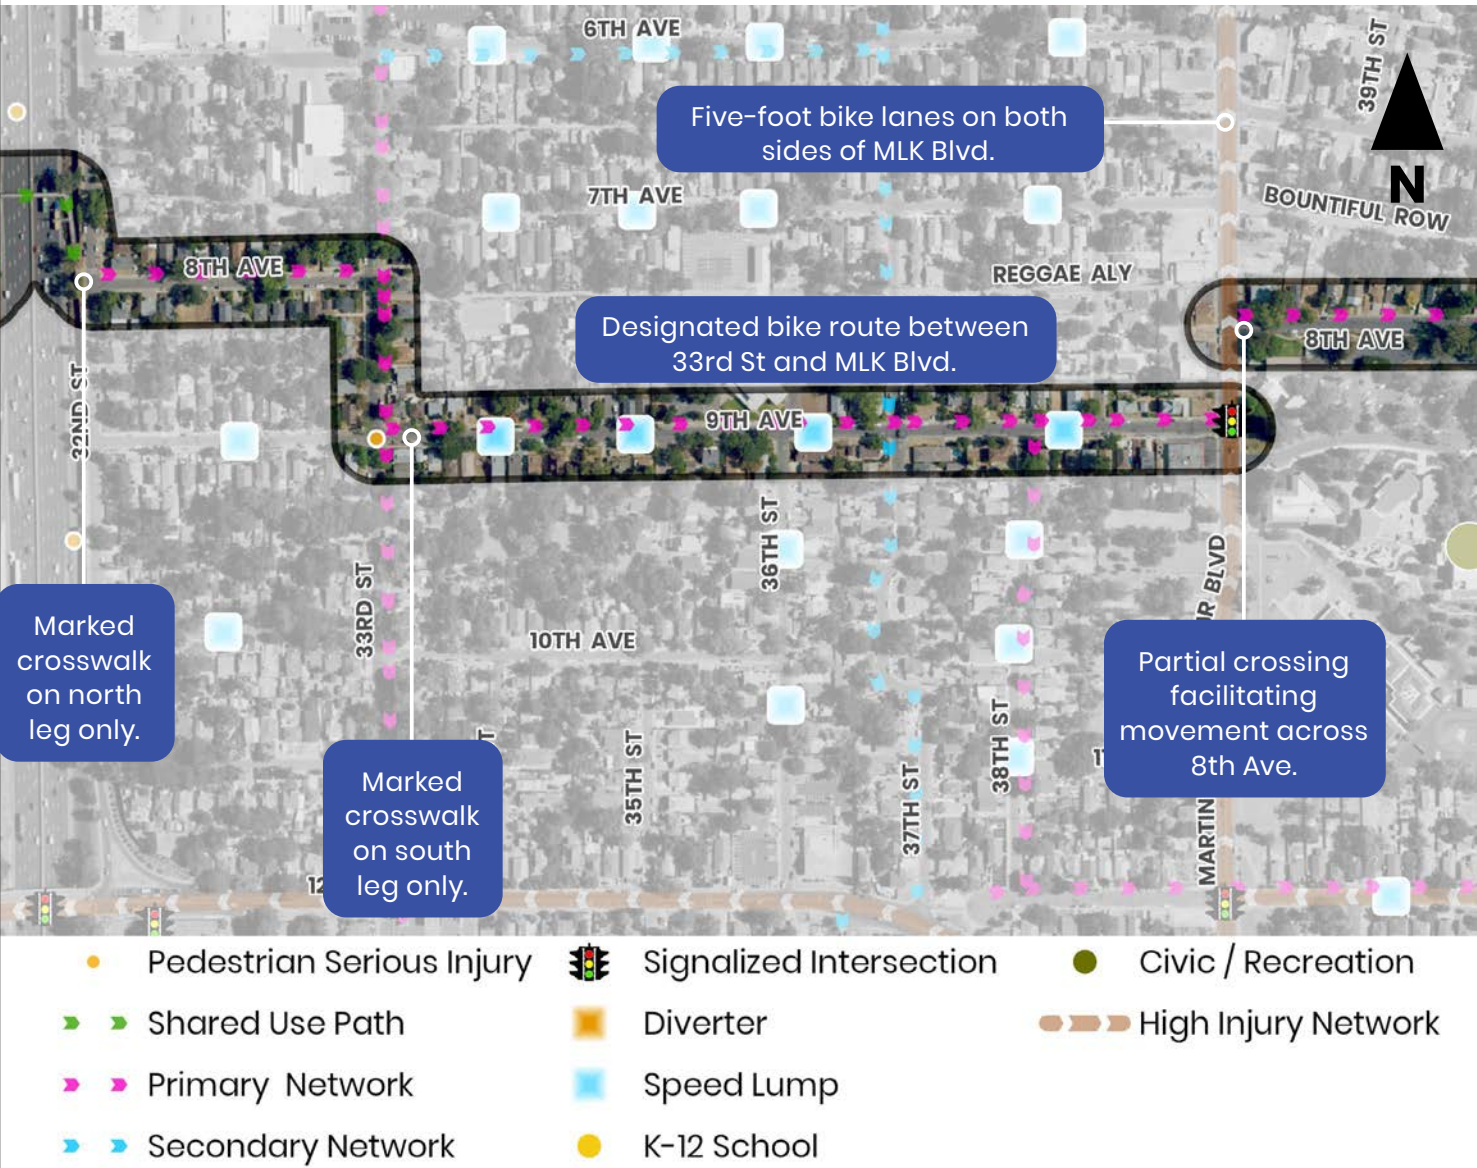 6TH AVE
39TH ST
Five-foot bike lanes on both
sides of MLK Blvd.
N
7TH AVE
BOUNTIFUL ROW
8TH AVE
REGGAE ALY
Designated bike route between
33rd St and MLK Blvd.
8TH AVE
32ND ST
9TH AVE
36TH ST
33RD ST
10TH AVE
UR BLVD
Marked
crosswalk
on north
leg only.
Partial crossing
facilitating
movement across
8th Ave.
35TH ST
38TH ST
37TH ST
MARTIN
Marked
crosswalk
on south
leg only.
12
Pedestrian Serious Injury
Signalized Intersection
Civic / Recreation
Shared Use Path
Diverter
High Injury Network
Primary Network
Speed Lump
Secondary Network
K-12 School